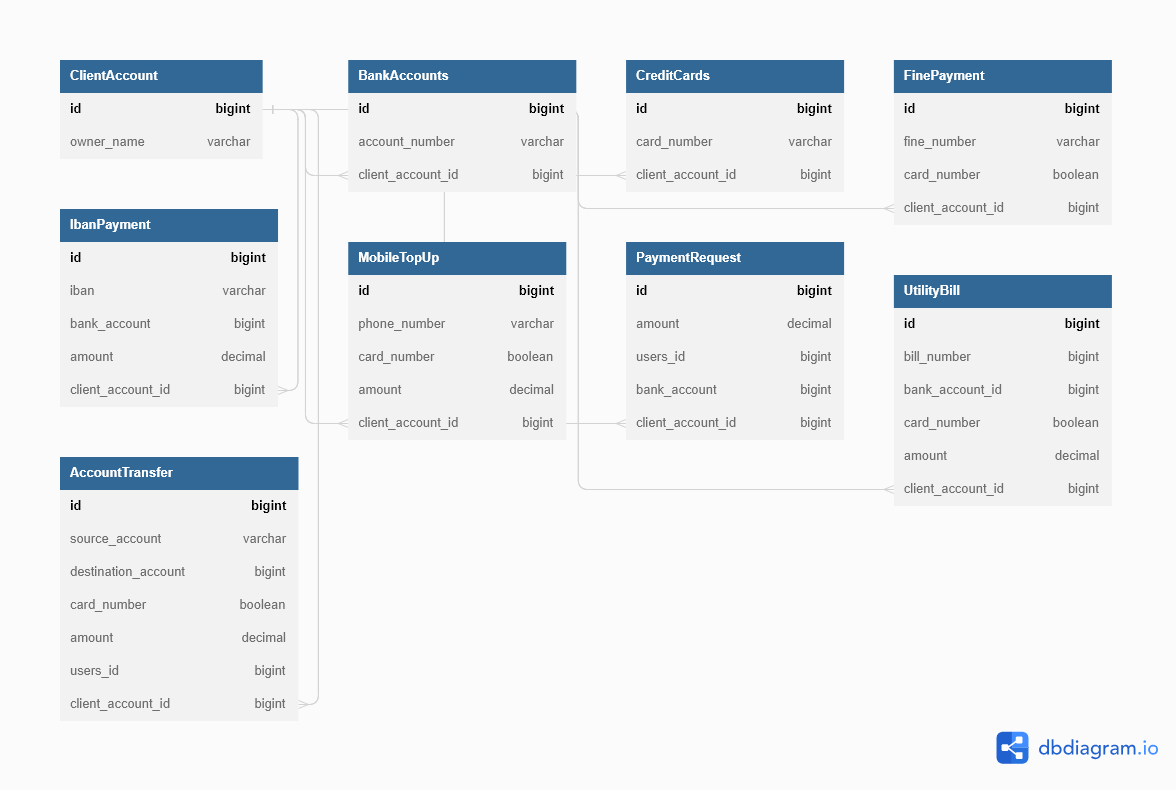 ClientAccount
id bigint
owner_name varchar
IbanPayment
id bigint
iban varchar
bank_account bigint
amount decimal
client_account_id bigint
AccountTransfer
id bigint
source_account varchar
destination_account bigint
card_number boolean
amount decimal
users_id bigint
client_account_id bigint
BankAccounts
id bigint
account_number varchar
client_account_id bigint
MobileTopUp
id bigint
phone_number varchar
card_number boolean
amount decimal
client_account_id bigint
CreditCards
id bigint
card_number varchar
client_account_id bigint
PaymentRequest
id bigint
amount decimal
users_id bigint
bank_account bigint
client_account_id bigint
FinePayment
id bigint
fine_number varchar
card_number boolean
client_account_id bigint
UtilityBill
id bigint
bill_number bigint
bank_account_id bigint
card_number boolean
amount decimal
client_account_id bigint
dbdiagram.io